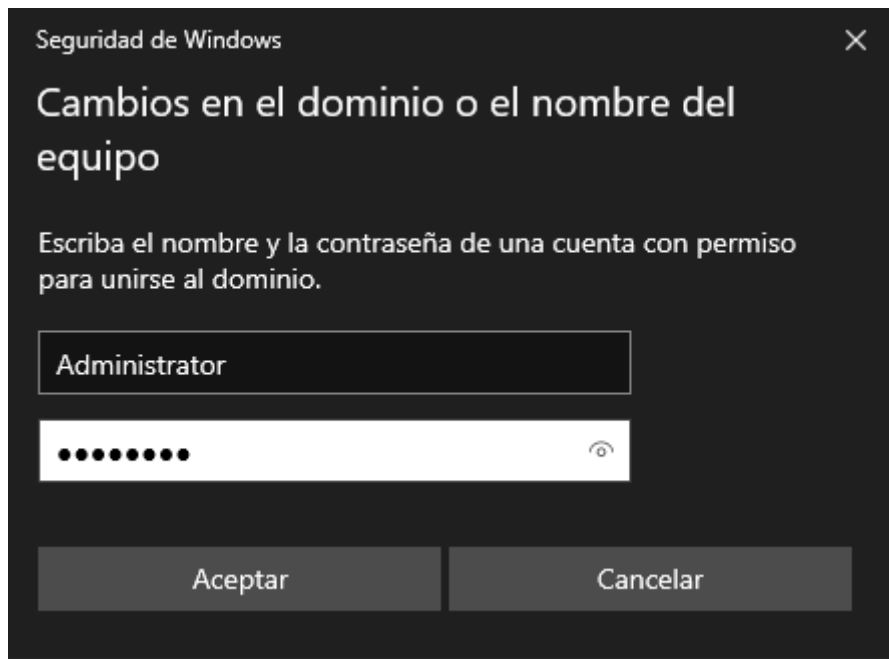 Seguridad de Windows
Cambios en el dominio o el nombre del
equipo
Escriba el nombre y la contraseña de una cuenta con permiso
para unirse al dominio.
Administrator
●●●●●●●●
Aceptar
Cancelar